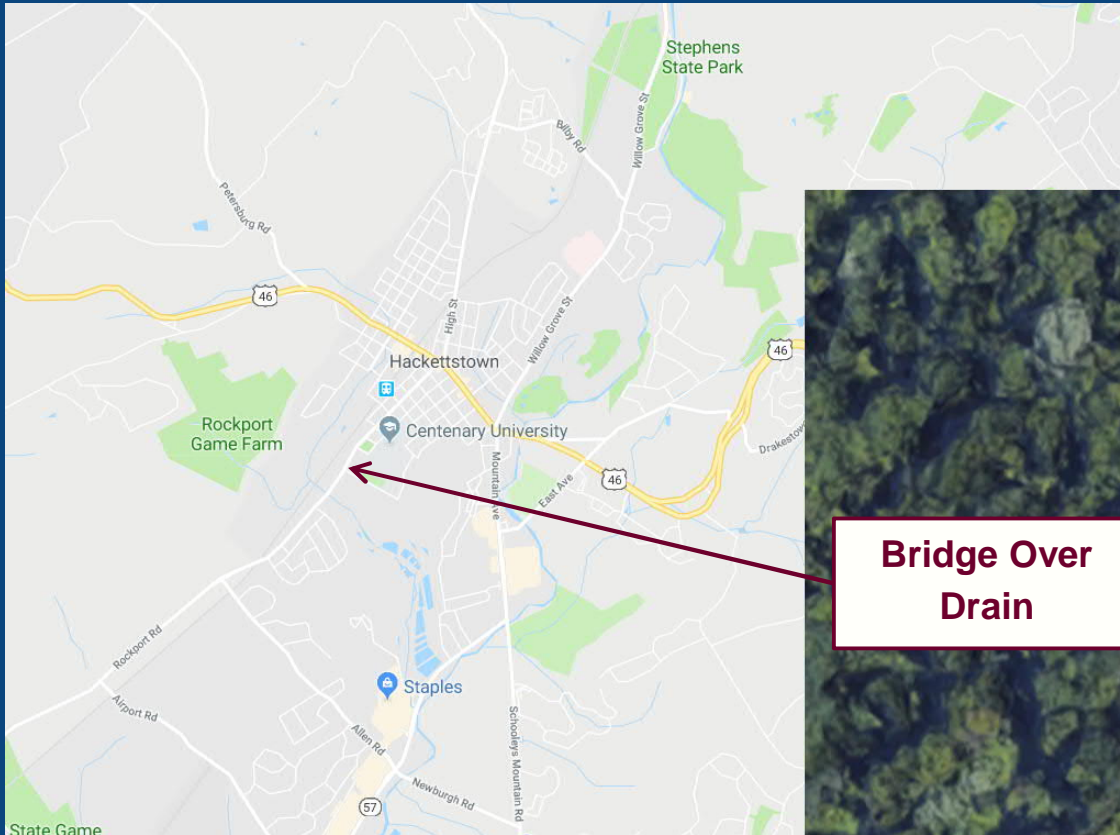 Stephens
State Park
Willow Grove St
Bilby Rd
Petersburg Rd
46
High St
Willow Grove St
Hackettstown
46
Rockport
Game Farm
Centenary University
Mountain Ave
46
East Ave
Bridge Over
Drain
Rockport Rd
Airport Rd
Staples
Allen Rd
Schooleys Mountain Rd
Newburgh Rd
57
State Game